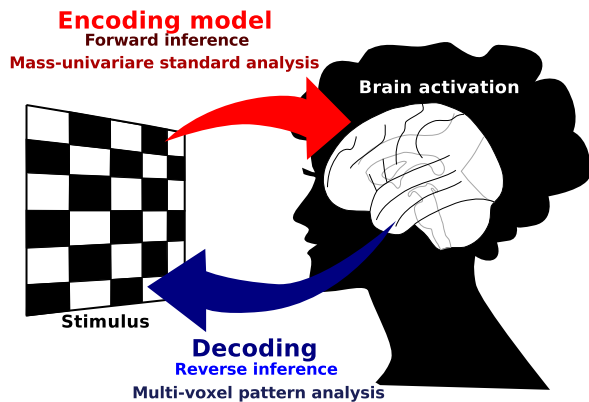 Encoding model
Forward inference
Mass-univariare standard analysis
Brain activation
Stimulus
Decoding
Reverse inference
Multi-voxel pattern analysis